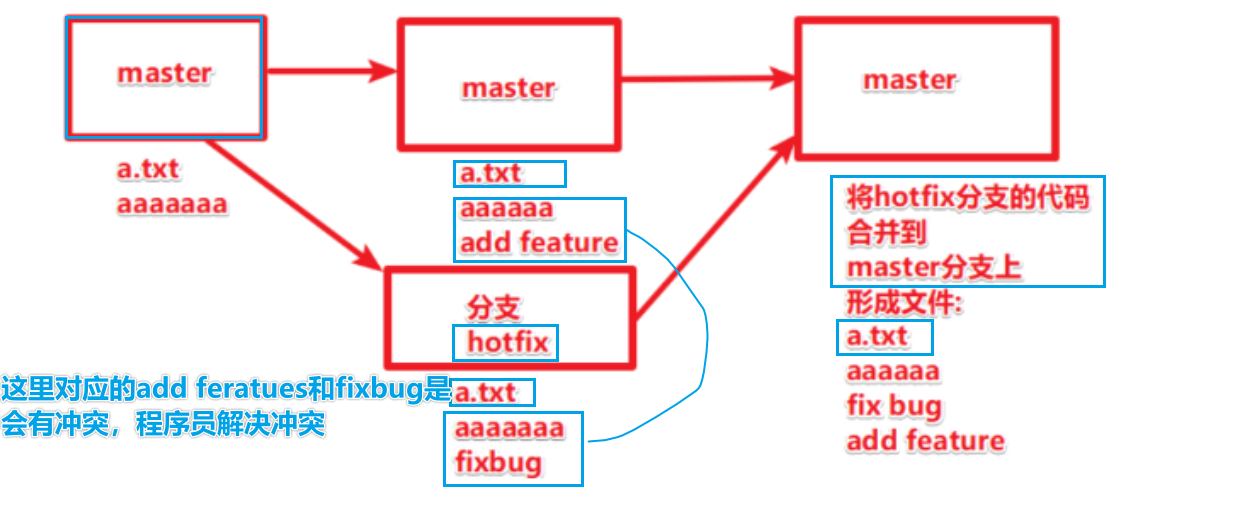 master
a.txt
aaaaaaa
master
a.txt
aaaaaa
add feature
分支
hotfix
a.txt
aaaaaaa
fixbug
这里对应的add feratues和fixbug是
会有冲突，程序员解决冲突
master
将hotfix分支的代码
合并到
master分支上
形成文件:
a.txt
aaaaaa
fix bug
add feature